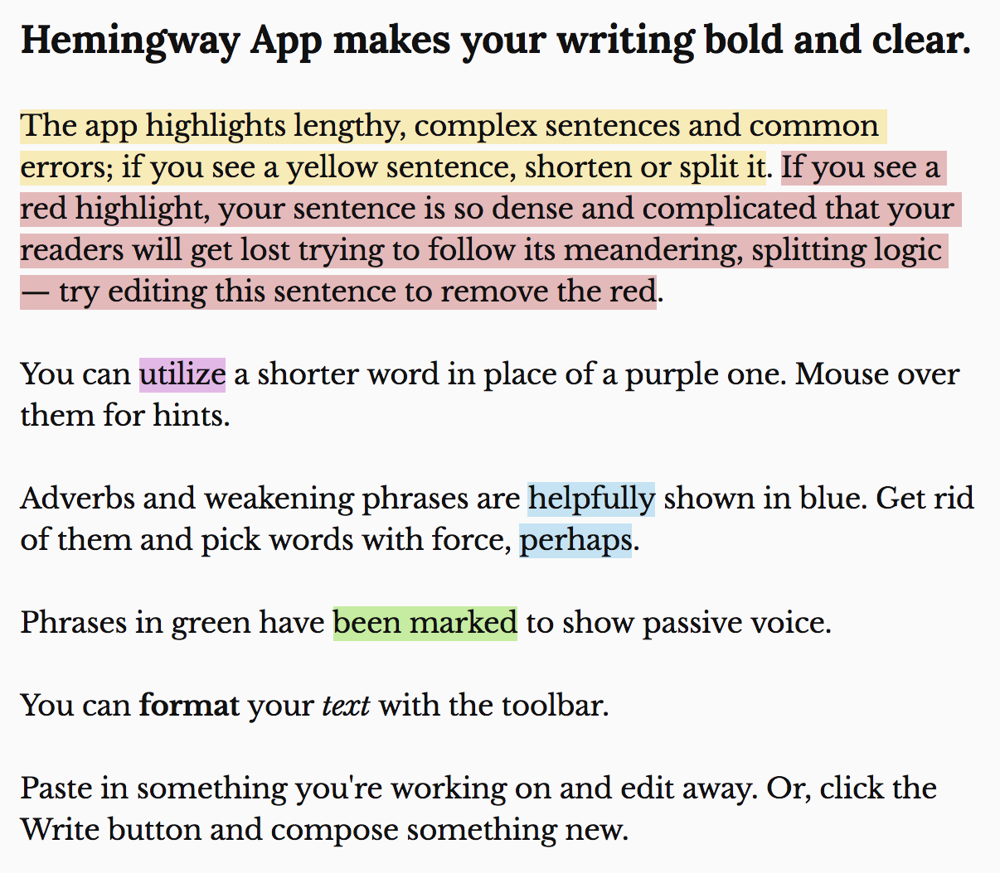 Hemingway App makes your writing bold and clear.
The app highlights lengthy, complex sentences and common
errors; if you see a yellow sentence, shorten or split it. If you see a
red highlight, your sentence is so dense and complicated that your
readers will get lost trying to follow its meandering, splitting logic
— try editing this sentence to remove the red.
You can utilize a shorter word in place of a purple one. Mouse over
them for hints.
Adverbs and weakening phrases are helpfully shown in blue. Get rid
of them and pick words with force, perhaps.
Phrases in green have been marked to show passive voice.
You can format your text with the toolbar.
Paste in something you're working on and edit away. Or, click the
Write button and compose something new.